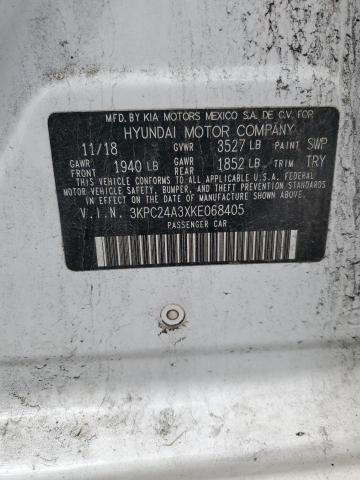 MFD. BY KIA MOTORS MEXICO S.A. DE C.V. FOR
HYUNDAI MOTOR COMPANY
11/18 GVWR 3527 LB PAINT SWP
GAWR FRONT 1940 LB GAWR REAR 1852 LB TRIM TRY
THIS VEHICLE CONFORMS TO ALL APPLICABLE U.S.A. FEDERAL
MOTOR VEHICLE SAFETY, BUMPER, AND THEFT PREVENTION STANDARDS
IN EFFECT ON THE DATE OF MANUFACTURE SHOWN ABOVE.
V.I.N. 3KPC24A3XKE068405
PASSENGER CAR